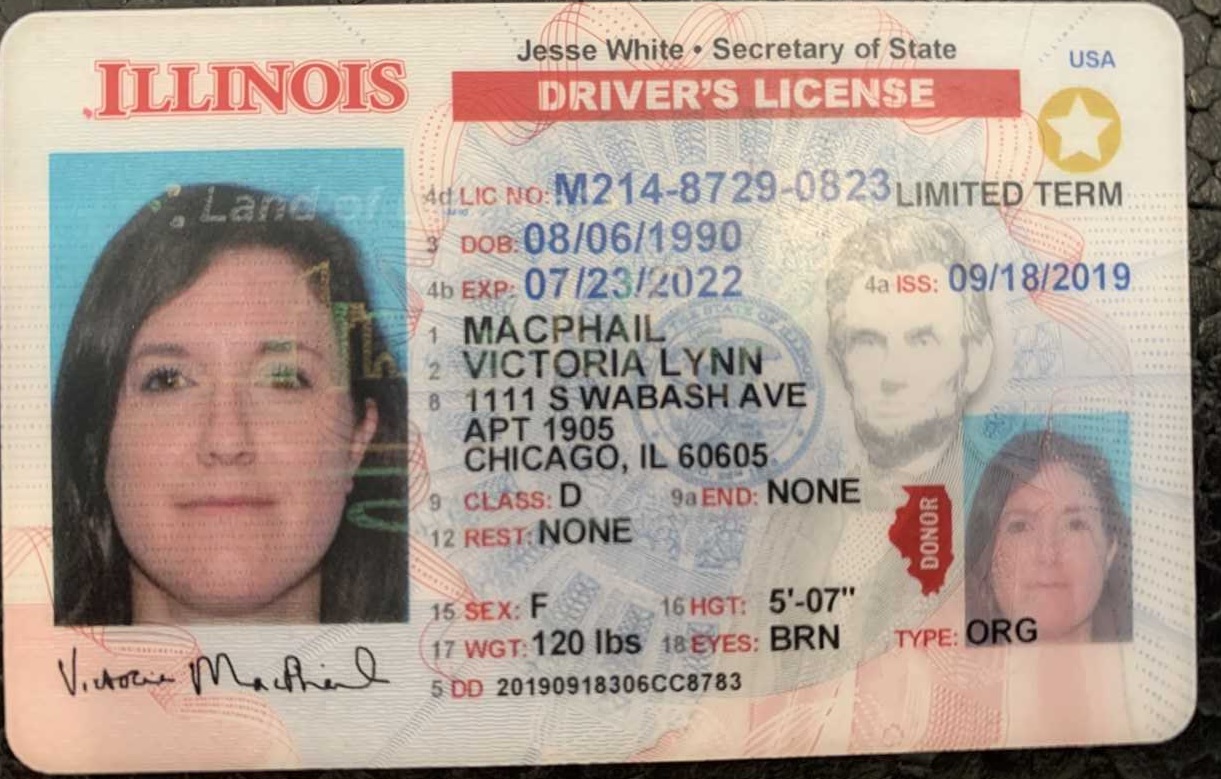 Jesse White • Secretary of State
ILLINOIS
USA
DRIVER'S LICENSE
Land of
4d LIC NO: M214-8729-0823 LIMITED TERM
3 DOB: 08/06/1990
4b EXP: 07/23/2022 4a ISS: 09/18/2019
1 MACPHAIL
2 VICTORIA LYNN
8 1111 S WABASH AVE
APT 1905
CHICAGO, IL 60605
9 CLASS: D 9a END: NONE
12 REST: NONE
DONOR
15 SEX: F 16 HGT: 5'-07"
17 WGT: 120 lbs 18 EYES: BRN TYPE: ORG
5 DD 20190918306CC8783
Victoria MacPhail